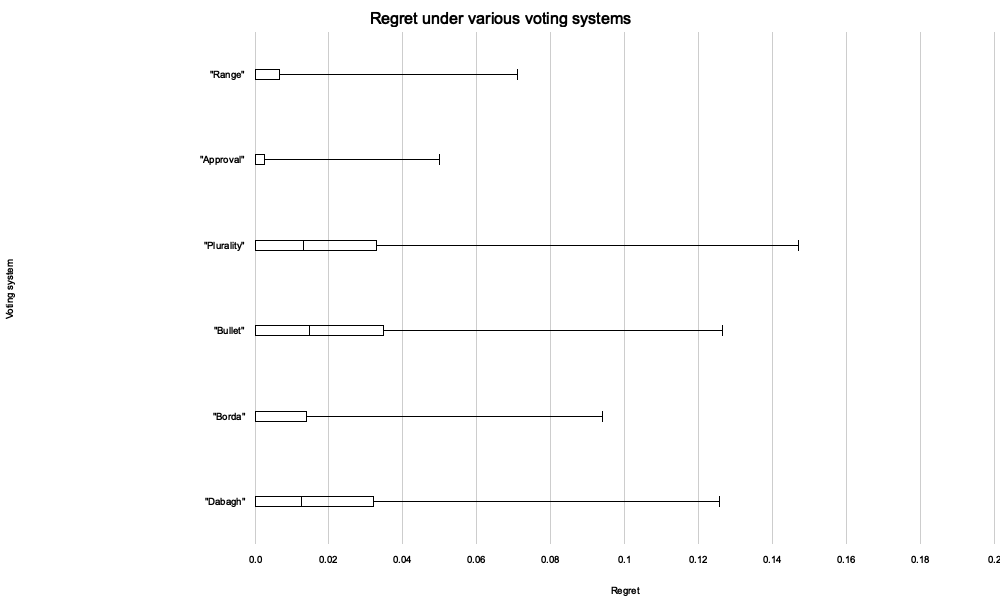 Regret under various voting systems
"Range"
"Approval"
"Plurality"
Voting system
"Bullet"
"Borda"
"Dabagh"
0.0 0.02 0.04 0.06 0.08 0.1 0.12 0.14 0.16 0.18 0.2
Regret